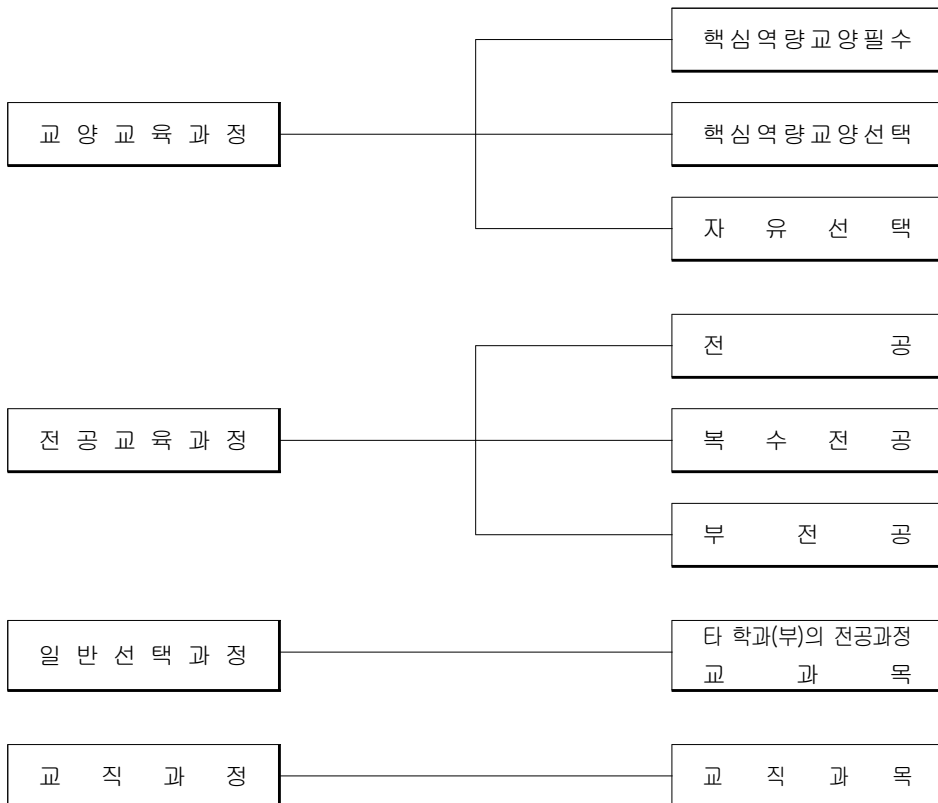 핵심역량교양필수
교양교육과정
핵심역량교양선택
자유선택
전공
전공교육과정
복수전공
부전공
일반선택과정
타 학과(부)의 전공과정
교과목
교직과정
교직과목